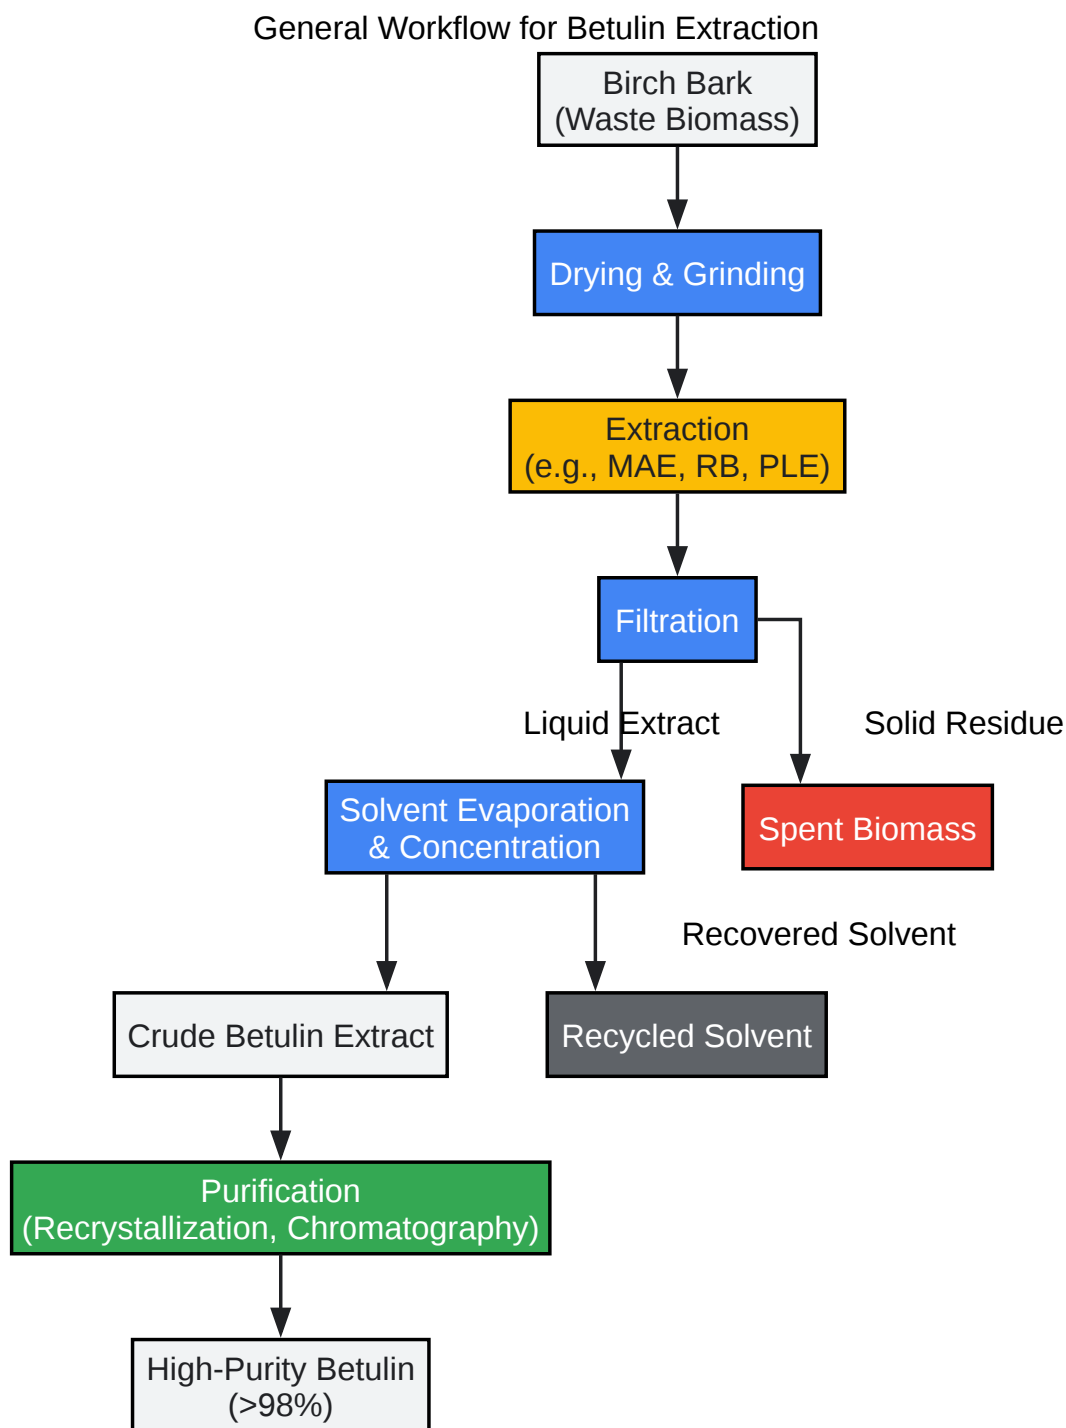 General Workflow for Betulin Extraction
Birch Bark
(Waste Biomass)
Drying & Grinding
Extraction
(e.g., MAE, RB, PLE)
Filtration
Liquid Extract
Solid Residue
Solvent Evaporation
& Concentration
Spent Biomass
Recovered Solvent
Crude Betulin Extract
Recycled Solvent
Purification
(Recrystallization, Chromatography)
High-Purity Betulin
(>98%)